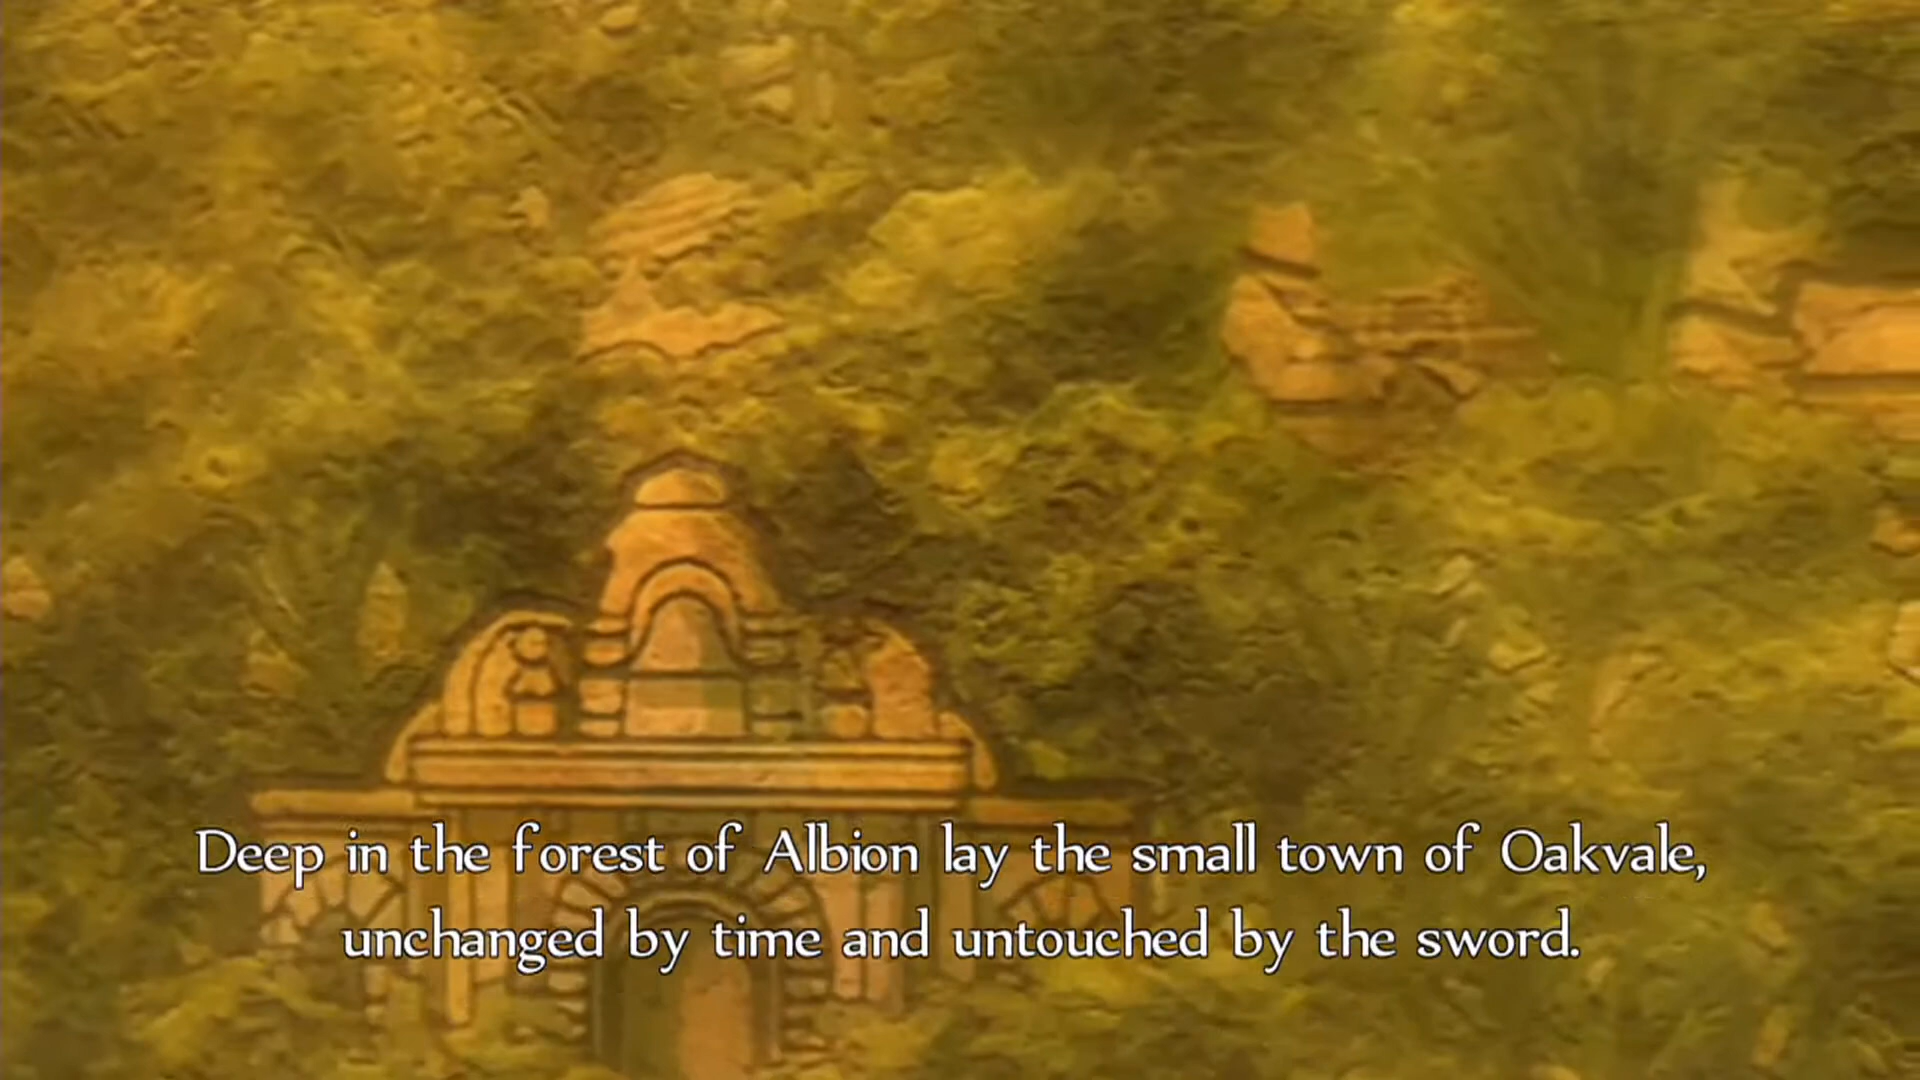 Deep in the forest of Albion lay the small town of Oakvale,
unchanged by time and untouched by the sword.